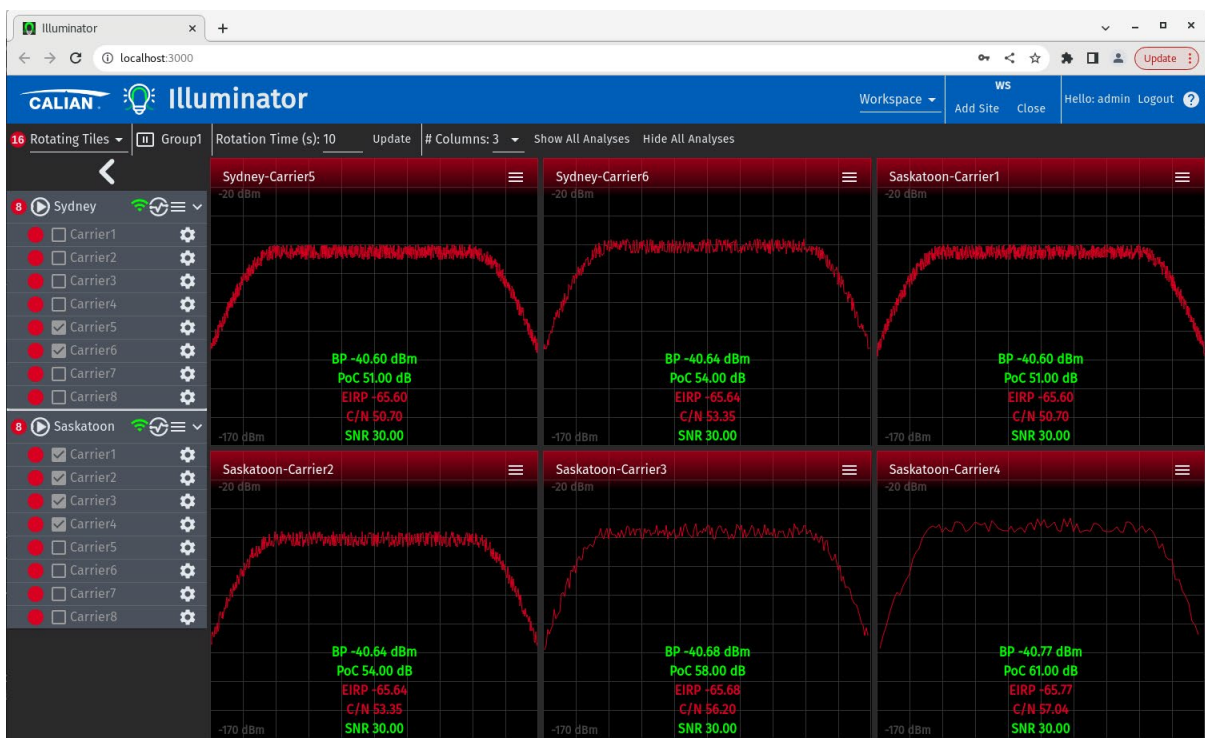 Illuminator
localhost:3000
Update
CALIAN Illuminator
Workspace
WS
Add Site Close
Hello: admin Logout ?
16 Rotating Tiles Group1 Rotation Time (s): 10 Update # Columns: 3 Show All Analyses Hide All Analyses
8 Sydney
Carrier1
Carrier2
Carrier3
Carrier4
Carrier5
Carrier6
Carrier7
Carrier8
8 Saskatoon
Carrier1
Carrier2
Carrier3
Carrier4
Carrier5
Carrier6
Carrier7
Carrier8
Sydney-Carrier5
-20 dBm
BP -40.60 dBm
PoC 51.00 dB
EIRP -65.60
C/N 50.70
SNR 30.00
Sydney-Carrier6
-20 dBm
BP -40.64 dBm
PoC 54.00 dB
EIRP -65.64
C/N 53.35
-170 dBm
SNR 30.00
Saskatoon-Carrier1
-20 dBm
BP -40.60 dBm
PoC 51.00 dB
EIRP -65.60
C/N 50.70
-170 dBm
SNR 30.00
Saskatoon-Carrier2
-20 dBm
BP -40.64 dBm
PoC 54.00 dB
EIRP -65.64
C/N 53.35
-170 dBm
SNR 30.00
Saskatoon-Carrier3
-20 dBm
BP -40.68 dBm
PoC 58.00 dB
EIRP -65.68
C/N 56.20
-170 dBm
SNR 30.00
Saskatoon-Carrier4
-20 dBm
BP -40.77 dBm
PoC 61.00 dB
EIRP -65.77
C/N 57.04
-170 dBm
SNR 30.00